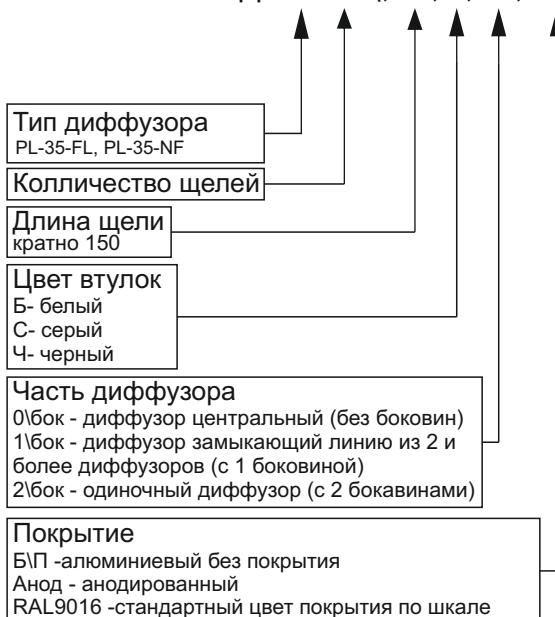 Тип диффузора
PL-35-FL, PL-35-NF
Колличество щелей
Длина щели
кратно 150
Цвет втулок
Б- белый
С- серый
Ч- черный
Часть диффузора
0\бок - диффузор центральный (без боковин)
1\бок - диффузор замыкающий линию из 2 и
более диффузоров (с 1 боковиной)
2\бок - одиночный диффузор (с 2 бокавинами)
Покрытие
Б\П -алюминиевый без покрытия
Анод - анодированный
RAL9016 -стандартный цвет покрытия по шкале